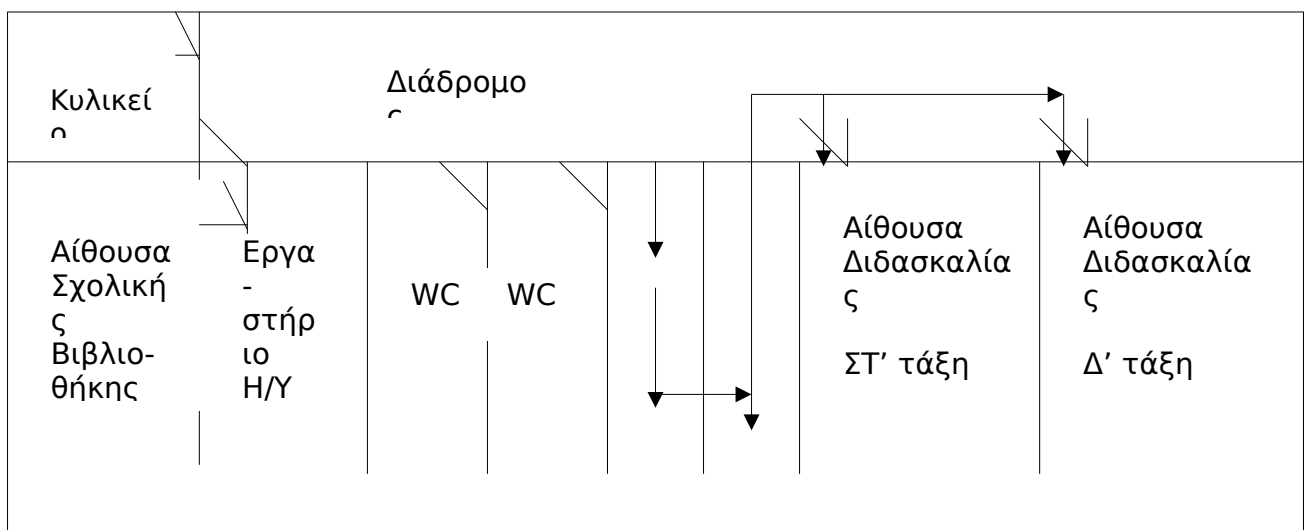 Κυλικεί
ο
Διάδρομο
ς
Αίθουσα
Σχολική
ς
Βιβλιο-
θήκης
Εργα
-
στήρ
ιο
Η/Υ
WC
WC
Αίθουσα
Διδασκαλία
ς
ΣΤ’ τάξη
Αίθουσα
Διδασκαλία
ς
Δ’ τάξη